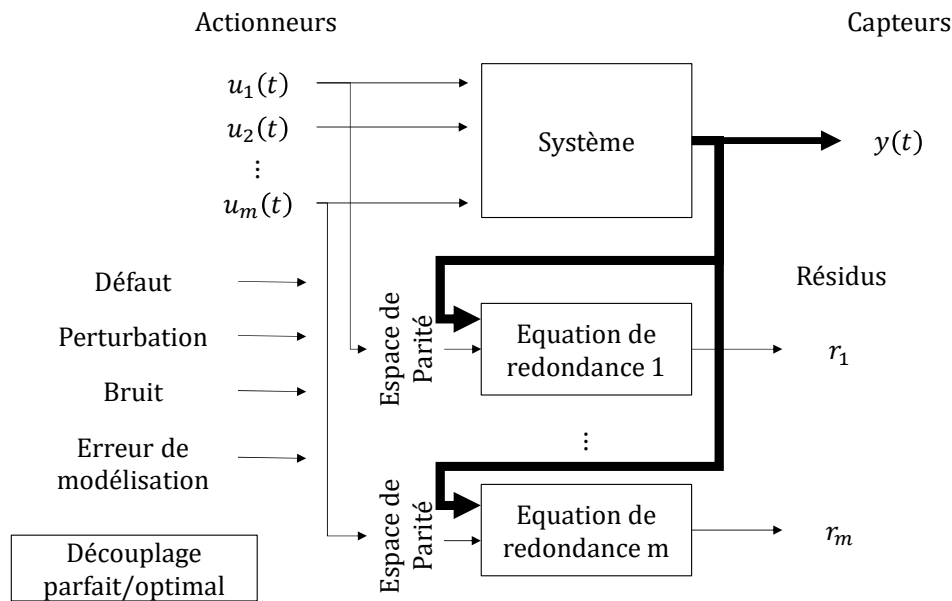 Actionneurs
Capteurs
u₁(t)
u₂(t)
⋮
uₘ(t)
Système
y(t)
Défaut
Perturbation
Bruit
Erreur de
modélisation
Résidus
Espace de
Parité
Equation de
redondance 1
r₁
⋮
Espace de
Parité
Equation de
redondance m
rₘ
Découplage
parfait/optimal